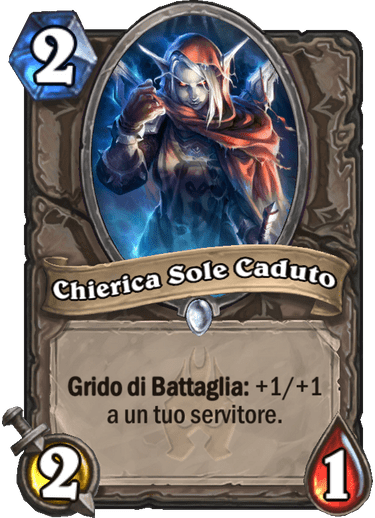 2
Chierica Sole Caduto
Grido di Battaglia: +1/+1
a un tuo servitore.
2
1